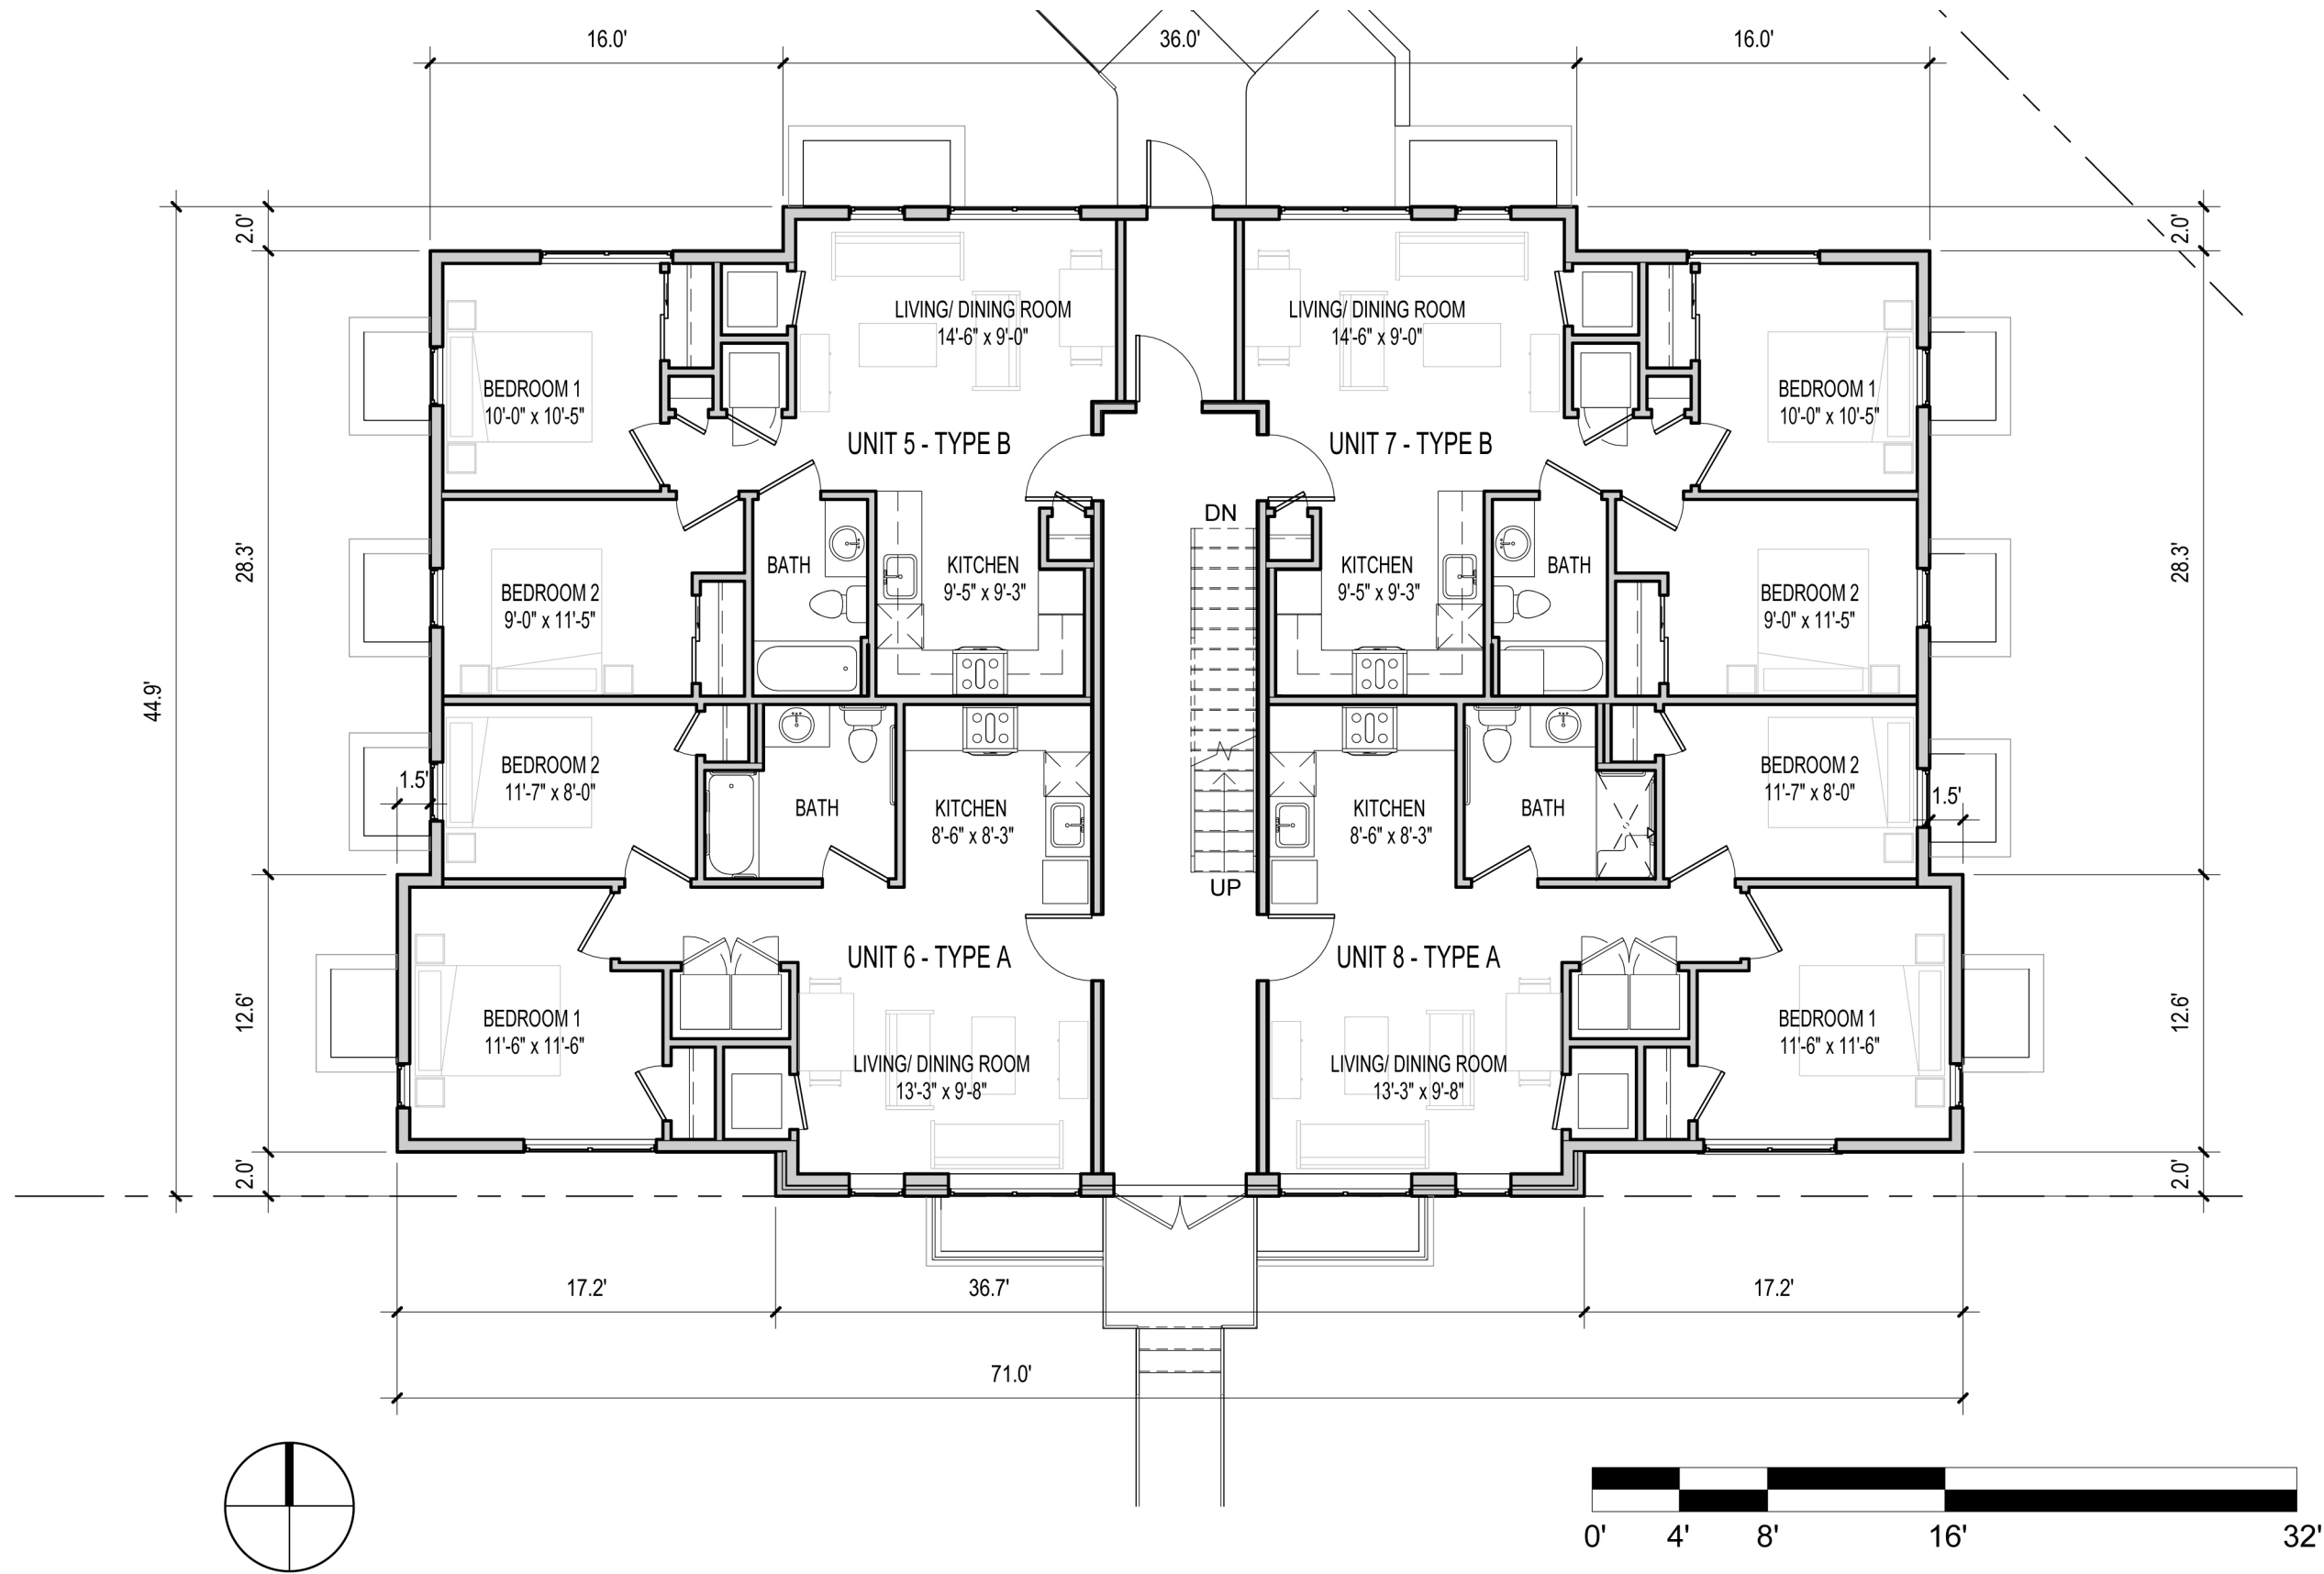 16.0'
36.0'
16.0'
2.0'
2.0'
LIVING/ DINING ROOM
14'-6" x 9'-0"
LIVING/ DINING ROOM
14'-6" x 9'-0"
BEDROOM 1
10'-0" x 10'-5"
BEDROOM 1
10'-0" x 10'-5"
UNIT 5 - TYPE B
UNIT 7 - TYPE B
DN
28.3'
BATH
KITCHEN
9'-5" x 9'-3"
KITCHEN
9'-5" x 9'-3"
BATH
28.3'
BEDROOM 2
9'-0" x 11'-5"
BEDROOM 2
9'-0" x 11'-5"
44.9'
1.5'
BEDROOM 2
11'-7" x 8'-0"
BEDROOM 2
11'-7" x 8'-0"
1.5'
BATH
KITCHEN
8'-6" x 8'-3"
KITCHEN
8'-6" x 8'-3"
BATH
UP
UNIT 6 - TYPE A
UNIT 8 - TYPE A
12.6'
BEDROOM 1
11'-6" x 11'-6"
BEDROOM 1
11'-6" x 11'-6"
12.6'
LIVING/ DINING ROOM
13'-3" x 9'-8"
LIVING/ DINING ROOM
13'-3" x 9'-8"
2.0'
2.0'
17.2'
36.7'
17.2'
71.0'
0' 4' 8' 16' 32'